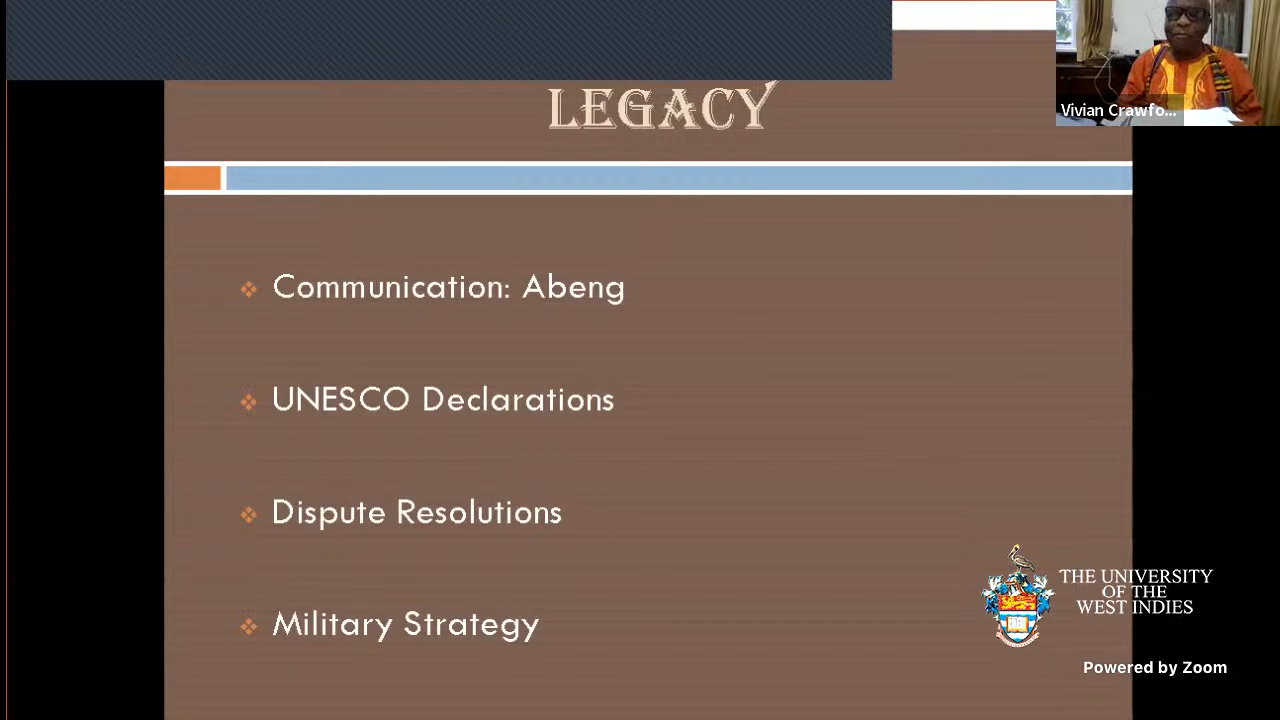 LEGACY
Vivian Crawfo...
Communication: Abeng
UNESCO Declarations
Dispute Resolutions
Military Strategy
THE UNIVERSITY
OF THE
WEST INDIES
Powered by Zoom